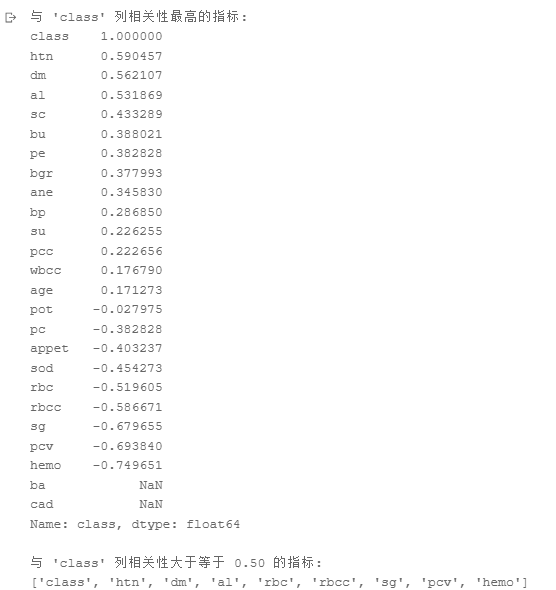 与 'class' 列相关性最高的指标:
class    1.000000
htn      0.590457
dm       0.562107
al       0.531869
sc       0.433289
bu       0.388021
pe       0.382828
bgr      0.377993
ane      0.345830
bp       0.286850
su       0.226255
pcc      0.222656
wbcc     0.176790
age      0.171273
pot     -0.027975
pc      -0.382828
appet   -0.403237
sod     -0.454273
rbc     -0.519605
rbcc    -0.586671
sg      -0.679655
pcv     -0.693840
hemo    -0.749651
ba            NaN
cad           NaN
Name: class, dtype: float64
与 'class' 列相关性大于等于 0.50 的指标:
['class', 'htn', 'dm', 'al', 'rbc', 'rbcc', 'sg', 'pcv', 'hemo']